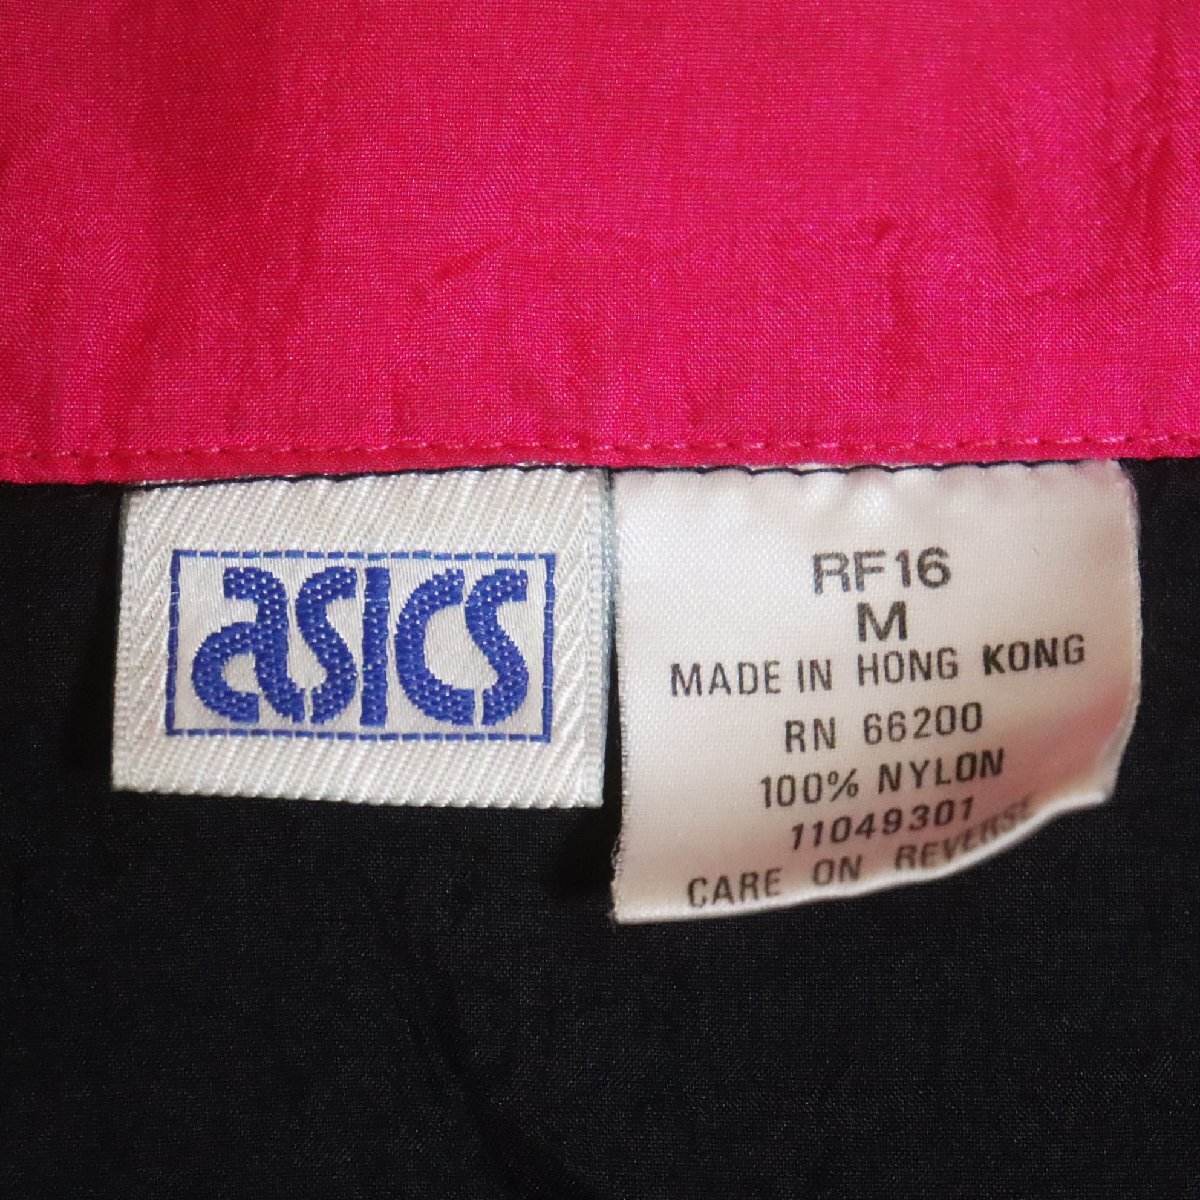 asics
RF16
M
MADE IN HONG KONG
RN 66200
100% NYLON
11049301
CARE ON REVERSE